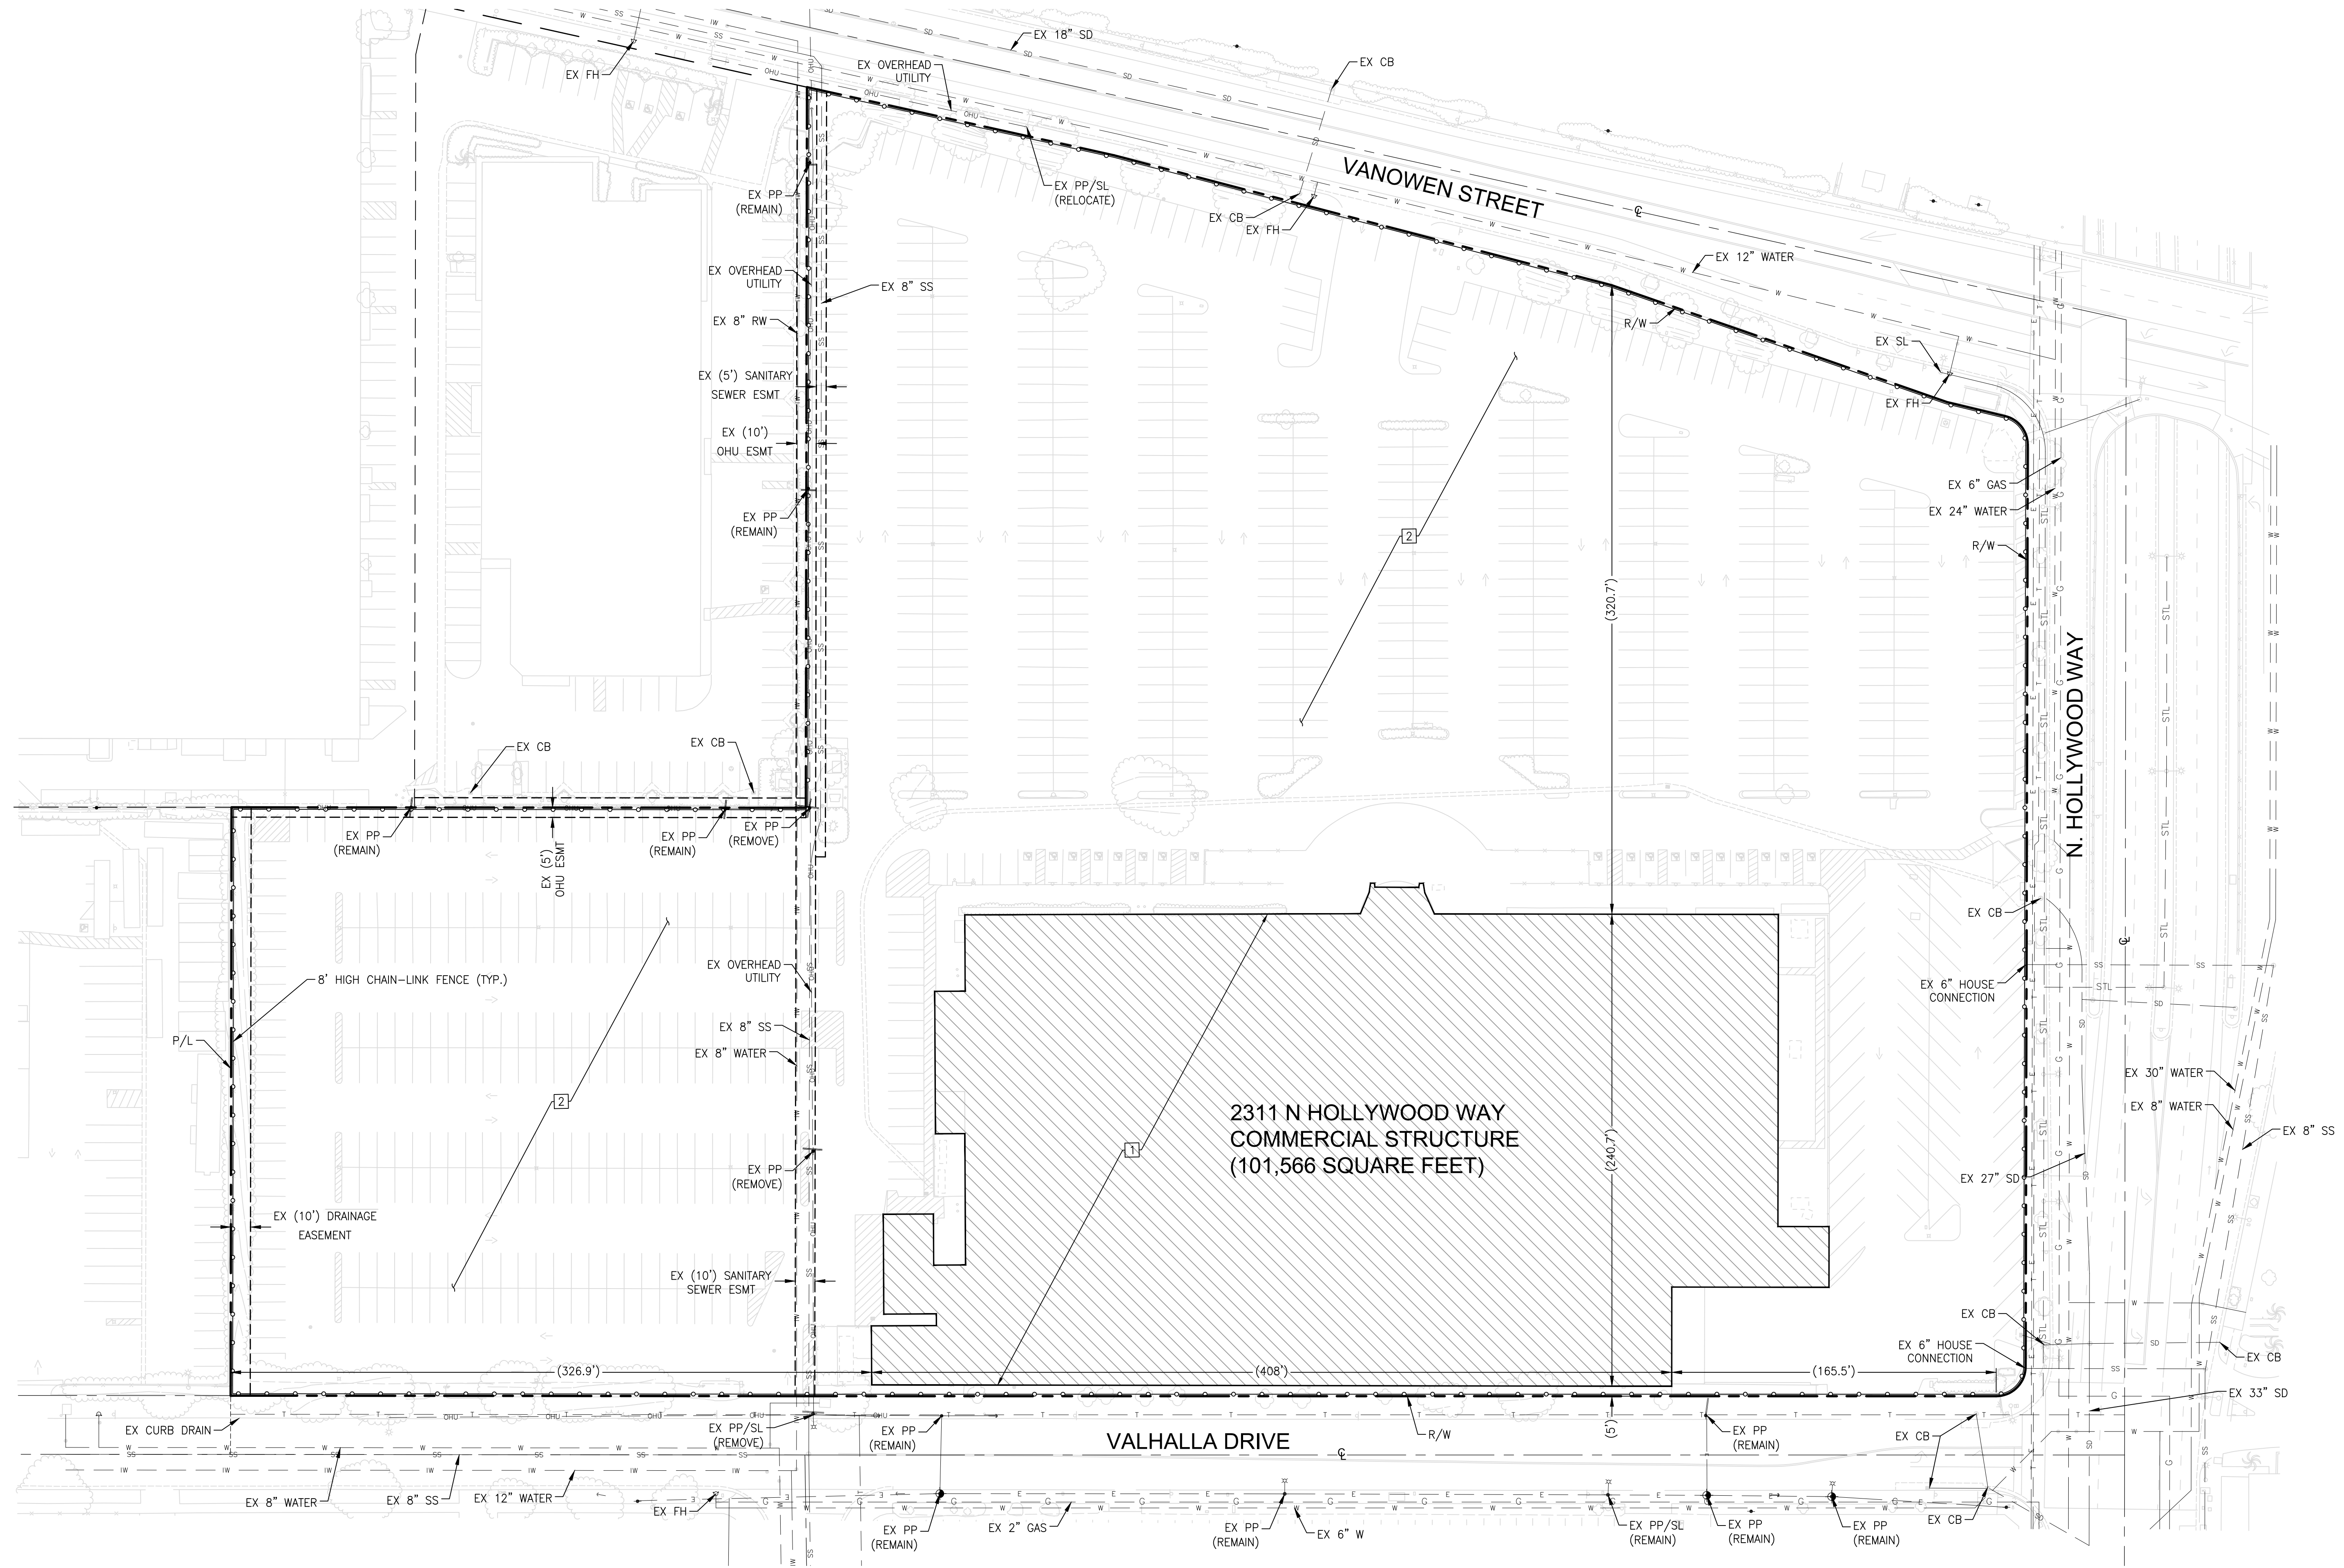 EX 18" SD
EX CB
EX FH
EX OVERHEAD
UTILITY
VANOWEN STREET
℄
EX PP
(REMAIN)
EX PP/SL
(RELOCATE)
EX CB
EX FH
EX 12" WATER
EX OVERHEAD
UTILITY
EX 8" SS
EX 8" RW
R/W
EX SL
EX (5') SANITARY
SEWER ESMT
EX FH
EX (10')
OHU ESMT
EX 6" GAS
EX 24" WATER
EX PP
(REMAIN)
2
R/W
(320.7')
N. HOLLYWOOD WAY
EX CB
EX CB
EX PP
(REMAIN)
EX PP
(REMAIN)
EX PP
(REMOVE)
EX (5')
OHU ESMT
EX CB
℄
8' HIGH CHAIN-LINK FENCE (TYP.)
EX OVERHEAD
UTILITY
EX 6" HOUSE
CONNECTION
P/L
EX 8" SS
EX 8" WATER
2
EX 30" WATER
EX 8" WATER
EX 8" SS
2311 N HOLLYWOOD WAY
COMMERCIAL STRUCTURE
(101,566 SQUARE FEET)
1
(240.7')
EX PP
(REMOVE)
EX 27" SD
EX (10') DRAINAGE
EASEMENT
EX (10') SANITARY
SEWER ESMT
EX CB
EX 6" HOUSE
CONNECTION
EX CB
(326.9')
(408')
(165.5')
EX 33" SD
EX CURB DRAIN
EX PP/SL
(REMOVE)
EX PP
(REMAIN)
VALHALLA DRIVE
℄
R/W
(5')
EX PP
(REMAIN)
EX CB
EX 8" WATER
EX 8" SS
EX 12" WATER
EX FH
EX PP
(REMAIN)
EX 2" GAS
EX PP
(REMAIN)
EX 6" W
EX PP/SL
(REMAIN)
EX PP
(REMAIN)
EX PP
(REMAIN)
EX CB